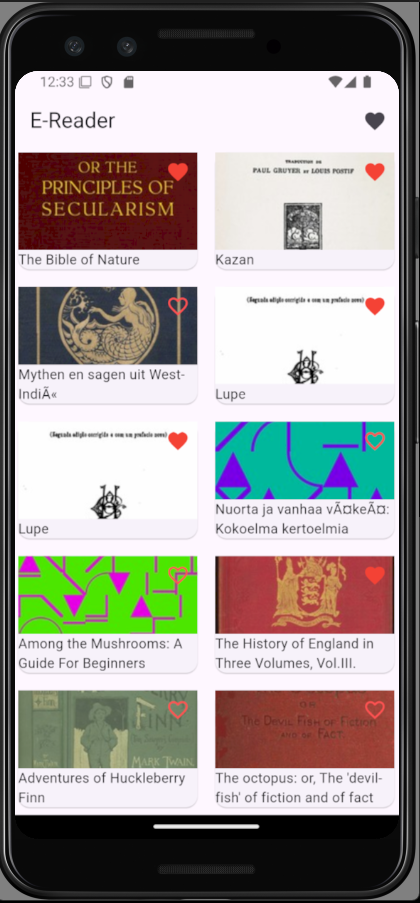 12:33
E-Reader
OR THE
PRINCIPLES OF
SECULARISM
The Bible of Nature
TRADUCTION DE
PAUL GRUYER et LOUIS POSTIF
Kazan
Mythen en sagen uit West-
IndiÃ«
(Segunda edição corrigida e com um prefacio novo)
Lupe
(Segunda edição corrigida e com um prefacio novo)
Lupe
Nuorta ja vanhaa vÃ¤keÃ¤:
Kokoelma kertoelmia
Among the Mushrooms: A
Guide For Beginners
The History of England in
Three Volumes, Vol.III.
FINN
MARK TWAIN
Adventures of Huckleberry
Finn
OR
The Devil-Fish of Fiction
AND OF FACT.
The octopus: or, The 'devil-
fish' of fiction and of fact